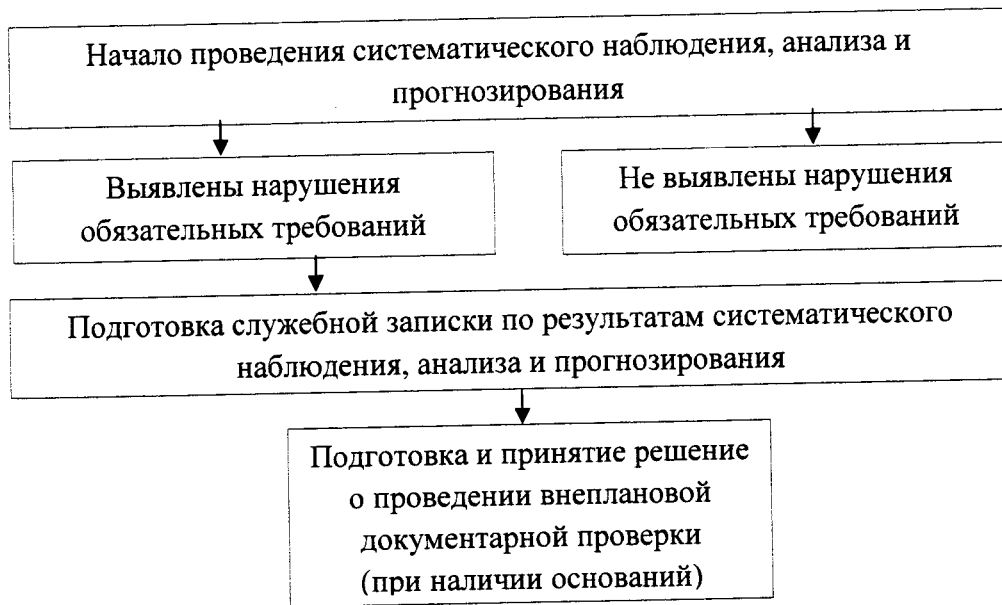 Начало проведения систематического наблюдения, анализа и
прогнозирования
Выявлены нарушения
обязательных требований
Не выявлены нарушения
обязательных требований
Подготовка служебной записки по результатам систематического
наблюдения, анализа и прогнозирования
Подготовка и принятие решение
о проведении внеплановой
документарной проверки
(при наличии оснований)